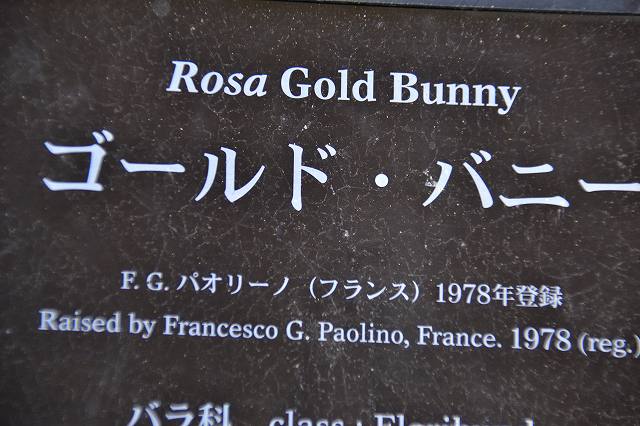 Rosa Gold Bunny
ゴールド・バニー
F. G. パオリーノ（フランス）1978年登録
Raised by Francesco G. Paolino, France. 1978 (reg.)
バラ科 class :